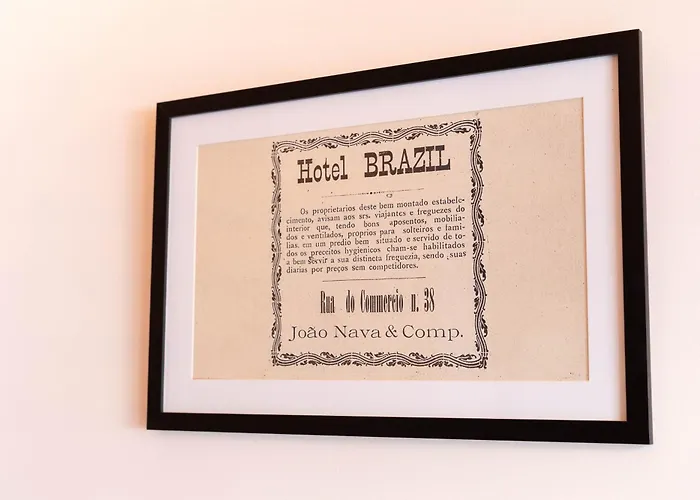 Hotel BRAZIL
Os proprietarios deste bem montado estabele-
cimento, avisam aos srs. viajantes e freguezes do
interior que, tendo bons aposentos, mobilia-
dos e ventilados, proprios para solteiros e fami-
lias. em um predio bem situado e servido de to-
dos os preceitos hygienicos cham-se habilitados
a bem servir a sua distincta freguezia, sendo suas
diarias por preços sem competidores.
Rua do Commercio n. 38
João Nava & Comp.